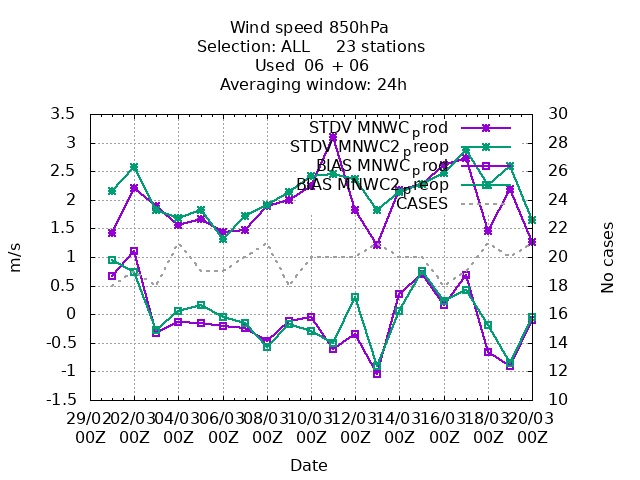 Wind speed 850hPa
Selection: ALL 23 stations
Used 06 + 06
Averaging window: 24h
3.5 30
STDV MNWCprod
3 28
STDV MNWC2preop
2.5 26
BIAS MNWCprod
BIAS MNWC2preop
2 24
CASES
1.5 22
1 20
0.5 18
0 16
-0.5 14
-1 12
-1.5 10
m/s
No cases
29/02 02/03 04/03 06/03 08/03 10/03 12/03 14/03 16/03 18/03 20/03
00Z 00Z 00Z 00Z 00Z 00Z 00Z 00Z 00Z 00Z 00Z
Date